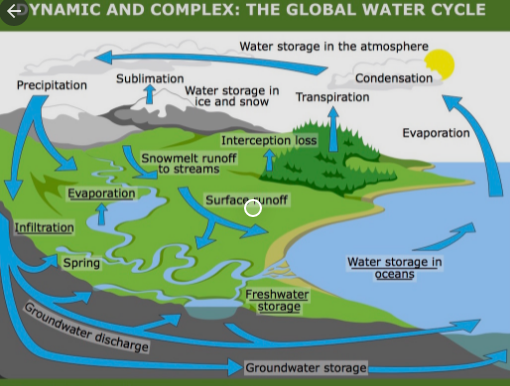 DYNAMIC AND COMPLEX: THE GLOBAL WATER CYCLE
Water storage in the atmosphere
Precipitation
Sublimation
Water storage in
ice and snow
Condensation
Transpiration
Evaporation
Interception loss
Snowmelt runoff
to streams
Evaporation
Surface runoff
Infiltration
Spring
Water storage in
oceans
Freshwater
storage
Groundwater discharge
Groundwater storage